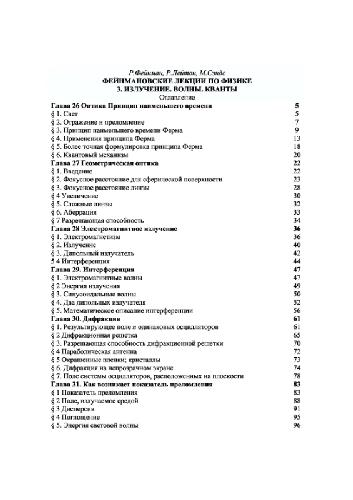 Р.Фейнман, Р.Лейтон, М.Сэндс
ФЕЙНМАНОВСКИЕ ЛЕКЦИИ ПО ФИЗИКЕ
3. ИЗЛУЧЕНИЕ. ВОЛНЫ. КВАНТЫ
Оглавление
Глава 26 Оптика Принцип наименьшего времени 5
§ 1. Свет 5
§ 2. Отражение и преломление 7
§ 3. Принцип наименьшего времени Ферма 9
§ 4. Применения принципа Ферма 13
§ 5. Более точная формулировка принципа Ферма 18
§ 6. Квантовый механизм 20
Глава 27 Геометрическая оптика 22
§ 1. Введение 22
§ 2. Фокусное расстояние для сферической поверхности 23
§ 3. Фокусное расстояние линзы 28
§ 4 Увеличение 30
§ 5. Сложные линзы 32
§ 6. Аберрация 33
§ 7 Разрешающая способность 34
Глава 28 Электромагнитное излучение 36
§ 1. Электромагнетизм 36
§ 2. Излучение 40
§ 3. Дипольный излучатель 42
§ 4 Интерференция 44
Глава 29. Интерференция 47
§ 1. Электромагнитные волны 47
§ 2 Энергия излучения 49
§ 3. Синусоидальные волны 50
§ 4. Два дипольных излучателя 52
§ 5. Математическое описание интерференции 56
Глава 30. Дифракция 61
§ 1. Результирующее поле n одинаковых осцилляторов 61
§ 2 Дифракционная решетка 65
§ 3. Разрешающая способность дифракционной решетки 70
§ 4 Параболическая антенна 72
§ 5 Окрашенные пленки; кристаллы 73
§ 6. Дифракция на непрозрачном экране 74
§ 7. Поле системы осцилляторов, расположенных на плоскости 78
Глава 31. Как возникает показатель преломления 83
§ 1 Показатель преломления 83
§ 2 Поле, излучаемое средой 88
§ 3 Дисперсия 91
§ 4 Поглощение 95
§ 5. Энергия световой волны 96